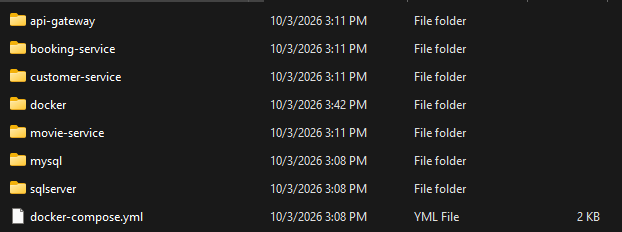 api-gateway 10/3/2026 3:11 PM File folder
booking-service 10/3/2026 3:11 PM File folder
customer-service 10/3/2026 3:11 PM File folder
docker 10/3/2026 3:42 PM File folder
movie-service 10/3/2026 3:11 PM File folder
mysql 10/3/2026 3:08 PM File folder
sqlserver 10/3/2026 3:08 PM File folder
docker-compose.yml 10/3/2026 3:08 PM YML File 2 KB